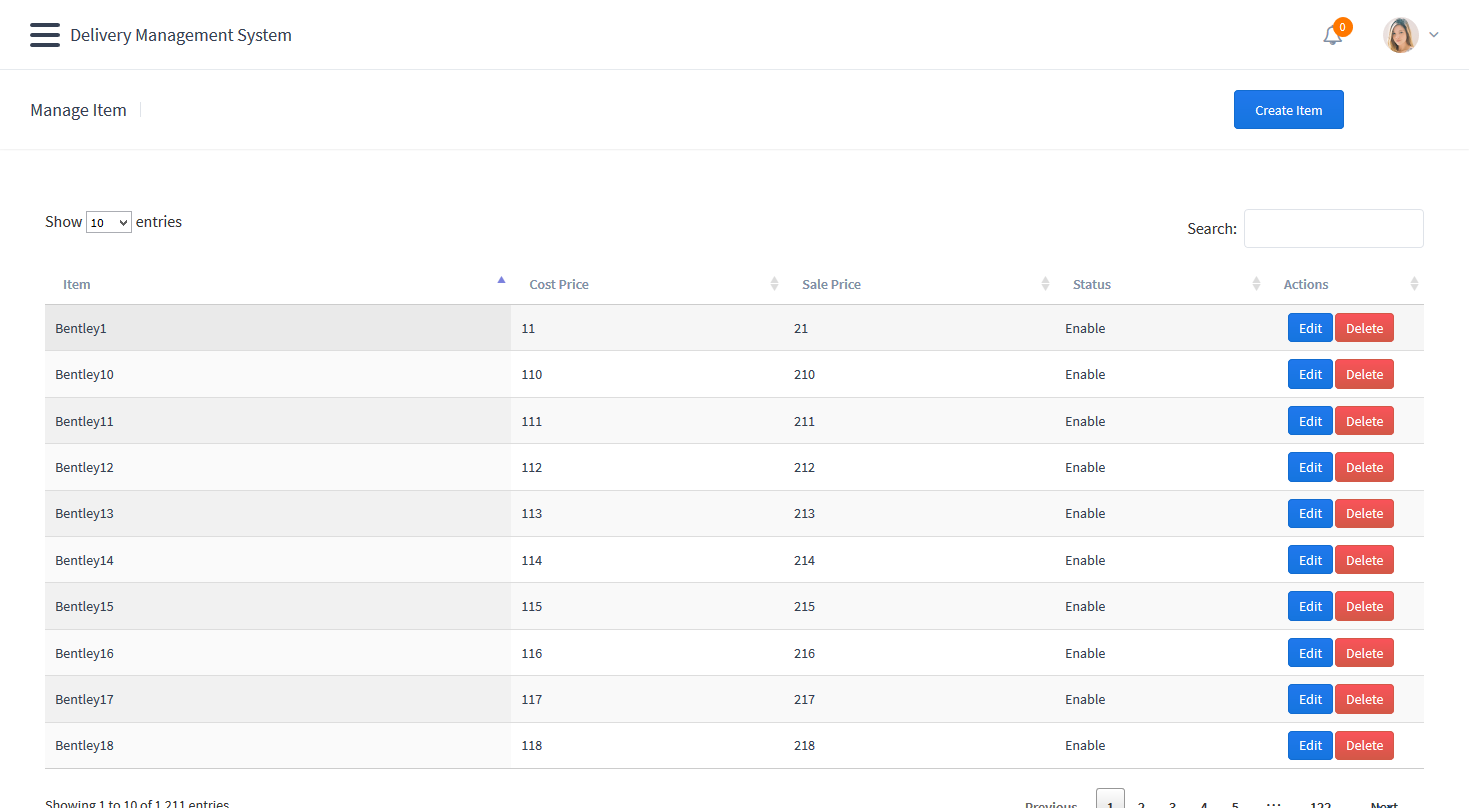 Delivery Management System 0
Manage Item Create Item
Show 10 entries
Search:
Item Cost Price Sale Price Status Actions
Bentley1 11 21 Enable Edit Delete
Bentley10 110 210 Enable Edit Delete
Bentley11 111 211 Enable Edit Delete
Bentley12 112 212 Enable Edit Delete
Bentley13 113 213 Enable Edit Delete
Bentley14 114 214 Enable Edit Delete
Bentley15 115 215 Enable Edit Delete
Bentley16 116 216 Enable Edit Delete
Bentley17 117 217 Enable Edit Delete
Bentley18 118 218 Enable Edit Delete
Showing 1 to 10 of 1,211 entries Previous 1 2 3 4 5 ... 122 Next